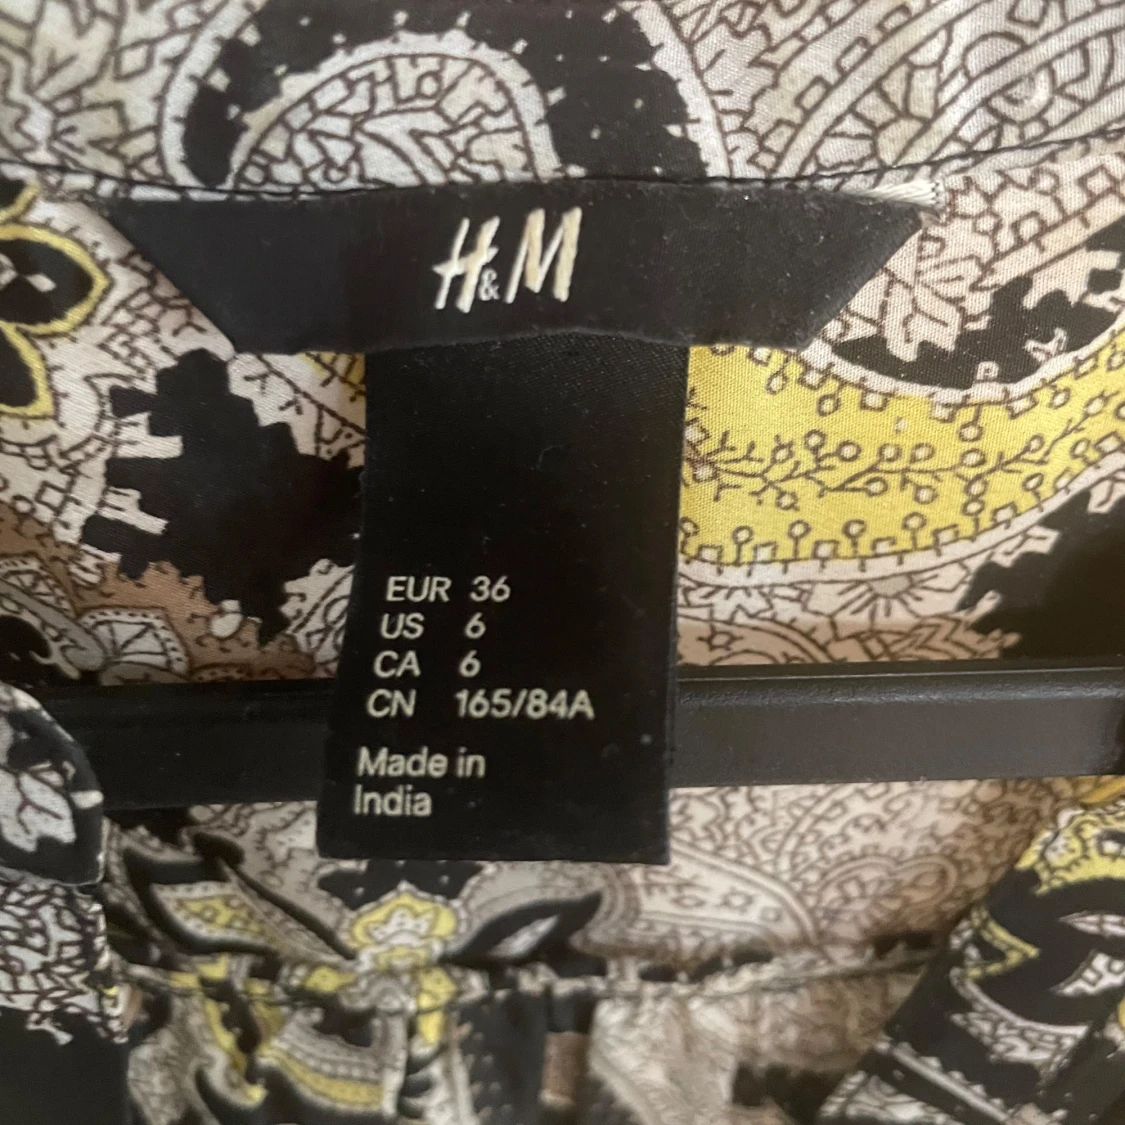 H&M
EUR 36
US 6
CA 6
CN 165/84A
Made in
India